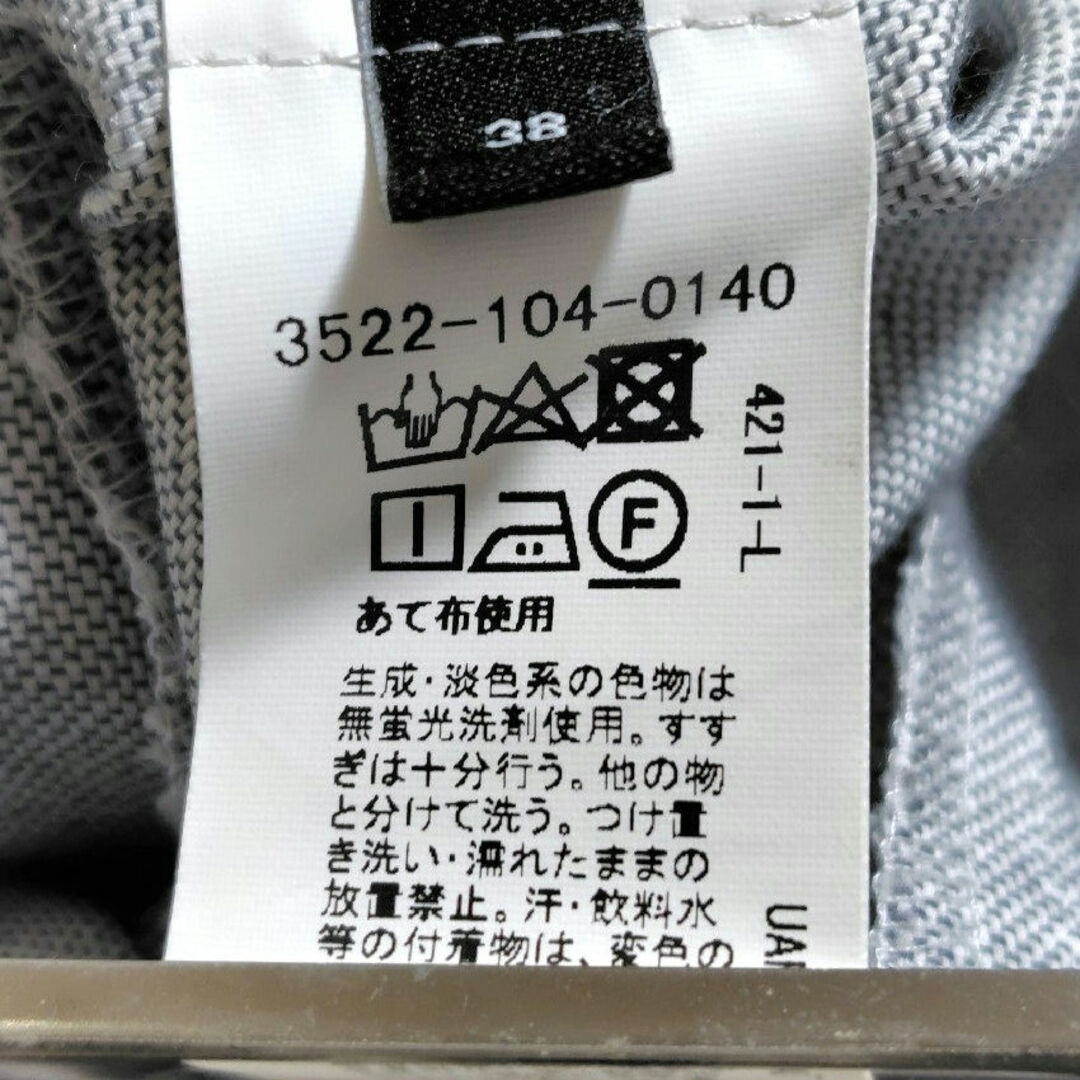 38
3522-104-0140
421-1-L
F
あて布使用
生成・淡色系の色物は
無蛍光洗剤使用。すす
ぎは十分行う。他の物
と分けて洗う。つけ置
き洗い・濡れたままの
放置禁止。汗・飲料水
等の付着物は、変色の